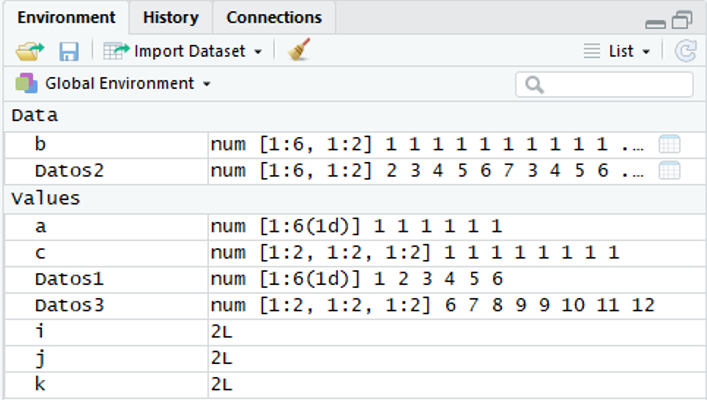 Environment History Connections
Import Dataset List
Global Environment
Data
b num [1:6, 1:2] 1 1 1 1 1 1 1 1 1 1 ...
Datos2 num [1:6, 1:2] 2 3 4 5 6 7 3 4 5 6 ...
Values
a num [1:6(1d)] 1 1 1 1 1 1
c num [1:2, 1:2, 1:2] 1 1 1 1 1 1 1 1
Datos1 num [1:6(1d)] 1 2 3 4 5 6
Datos3 num [1:2, 1:2, 1:2] 6 7 8 9 9 10 11 12
i 2L
j 2L
k 2L